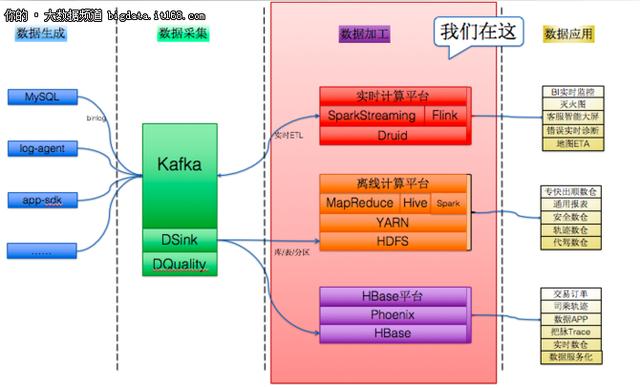 你的·大数据频道 bigdata.it168.com
数据生成
数据采集
数据加工
我们在这
数据应用
MySQL
binlog
log-agent
app-sdk
......
Kafka
DSink
DQuality
实时ETL
库/表/分区
实时计算平台
SparkStreaming
Flink
Druid
离线计算平台
MapReduce
Hive
Spark
YARN
HDFS
HBase平台
Phoenix
HBase
BI实时监控
灭火图
客服智能大屏
错误实时诊断
地图ETA
专快出顺数仓
通用报表
安全数仓
轨迹数仓
代驾数仓
交易订单
司乘轨迹
数据APP
把脉Trace
实时数仓
数据服务化